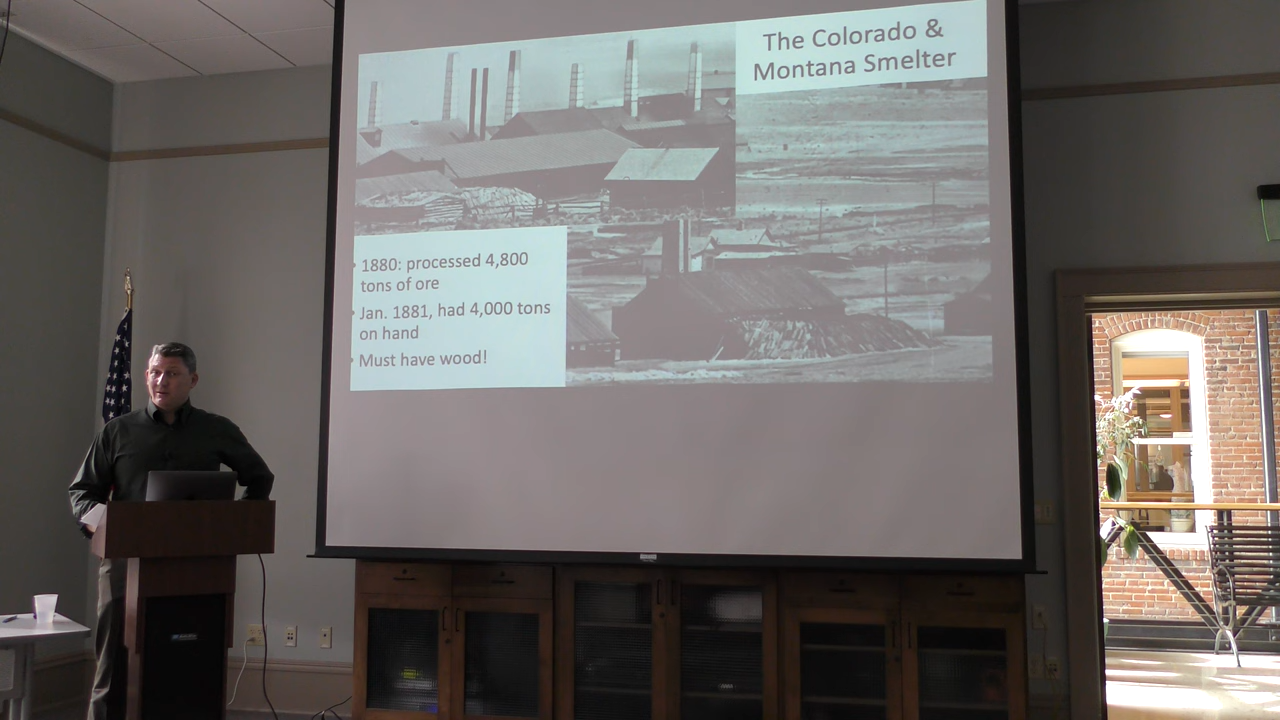 The Colorado &
Montana Smelter
• 1880: processed 4,800
tons of ore
• Jan. 1881, had 4,000 tons
on hand
• Must have wood!